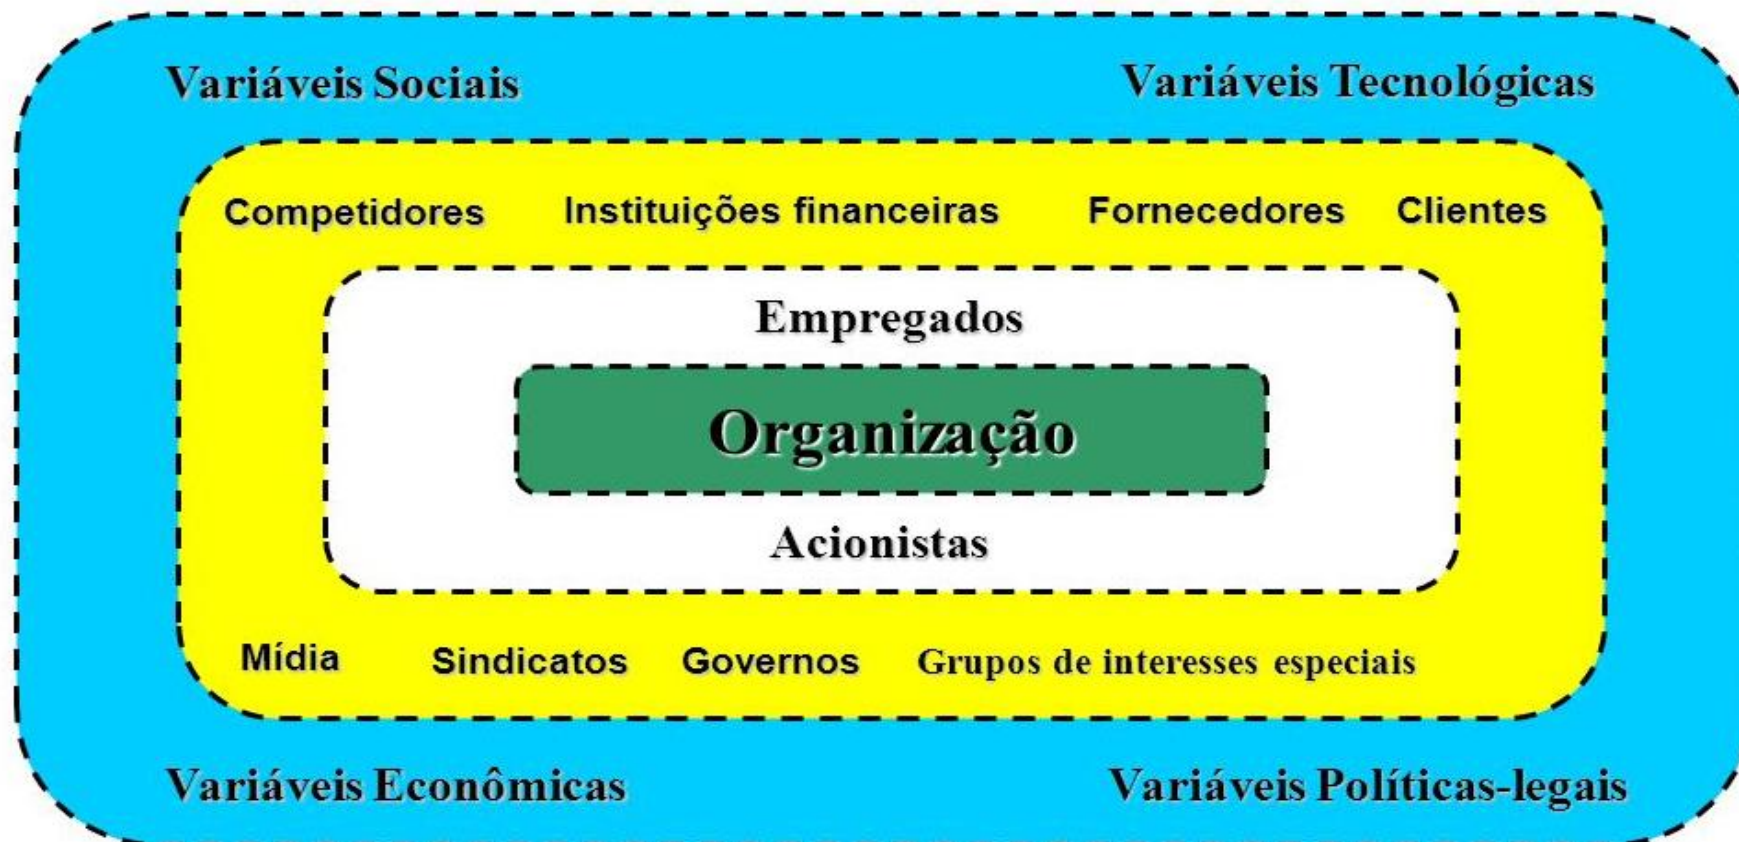 Variáveis Sociais Variáveis Tecnológicas
Competidores Instituições financeiras Fornecedores Clientes
Empregados
Organização
Acionistas
Mídia Sindicatos Governos Grupos de interesses especiais
Variáveis Econômicas Variáveis Políticas-legais